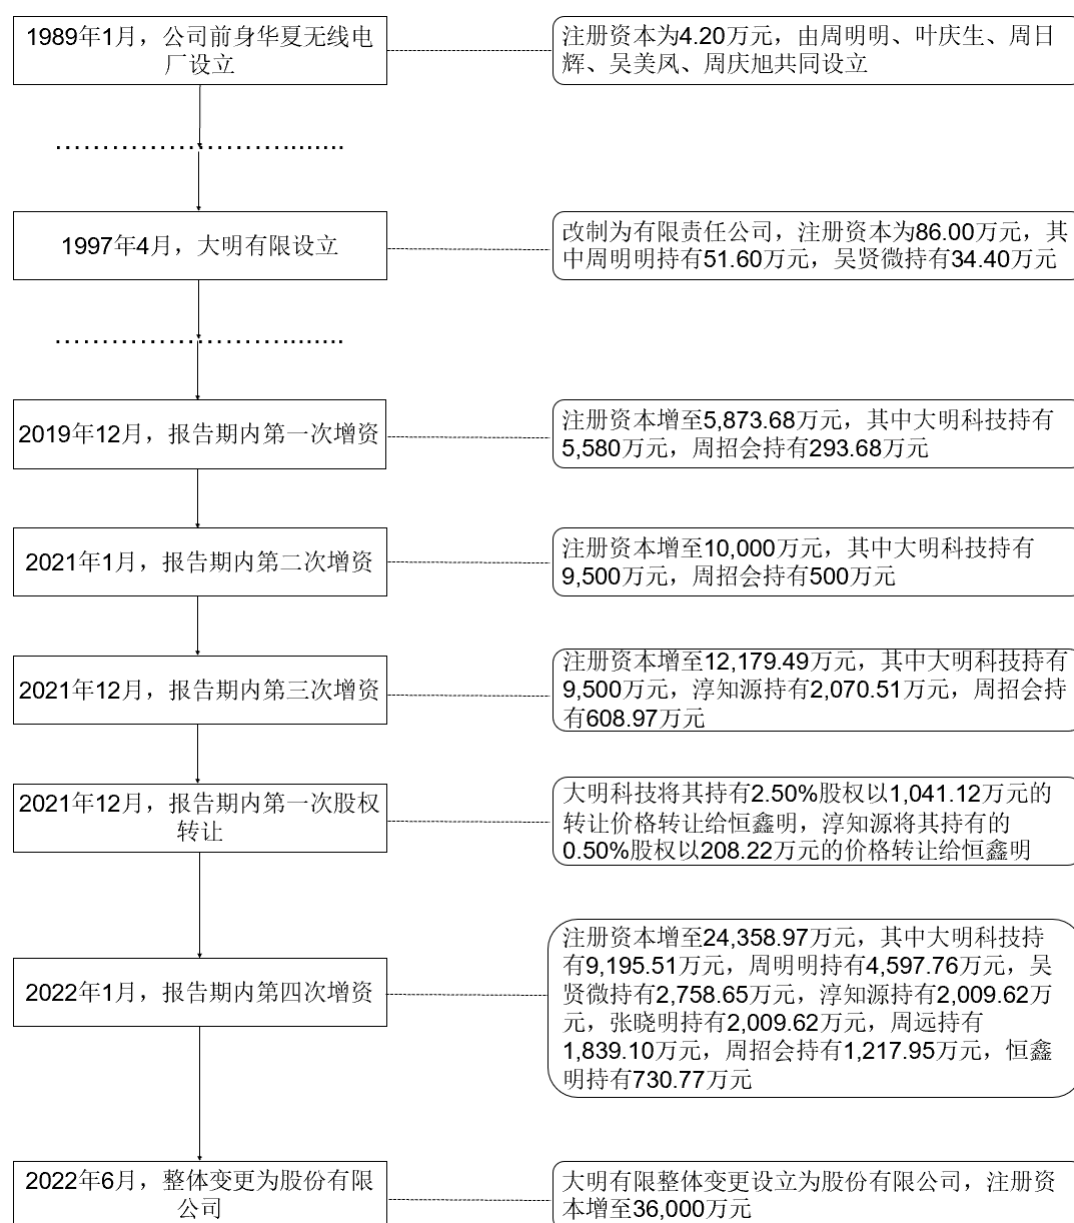 1989年1月，公司前身华夏无线电
厂设立
注册资本为4.20万元，由周明明、叶庆生、周日
辉、吴美凤、周庆旭共同设立
................................
1997年4月，大明有限设立
改制为有限责任公司，注册资本为86.00万元，其
中周明明持有51.60万元，吴贤微持有34.40万元
................................
2019年12月，报告期内第一次增资
注册资本增至5,873.68万元，其中大明科技持有
5,580万元，周招会持有293.68万元
2021年1月，报告期内第二次增资
注册资本增至10,000万元，其中大明科技持有
9,500万元，周招会持有500万元
2021年12月，报告期内第三次增资
注册资本增至12,179.49万元，其中大明科技持有
9,500万元，淳知源持有2,070.51万元，周招会持
有608.97万元
2021年12月，报告期内第一次股权
转让
大明科技将其持有2.50%股权以1,041.12万元的
转让价格转让给恒鑫明，淳知源将其持有的
0.50%股权以208.22万元的价格转让给恒鑫明
2022年1月，报告期内第四次增资
注册资本增至24,358.97万元，其中大明科技持
有9,195.51万元，周明明持有4,597.76万元，吴
贤微持有2,758.65万元，淳知源持有2,009.62万
元，张晓明持有2,009.62万元，周远持有
1,839.10万元，周招会持有1,217.95万元，恒鑫
明持有730.77万元
2022年6月，整体变更为股份有限
公司
大明有限整体变更设立为股份有限公司，注册资
本增至36,000万元